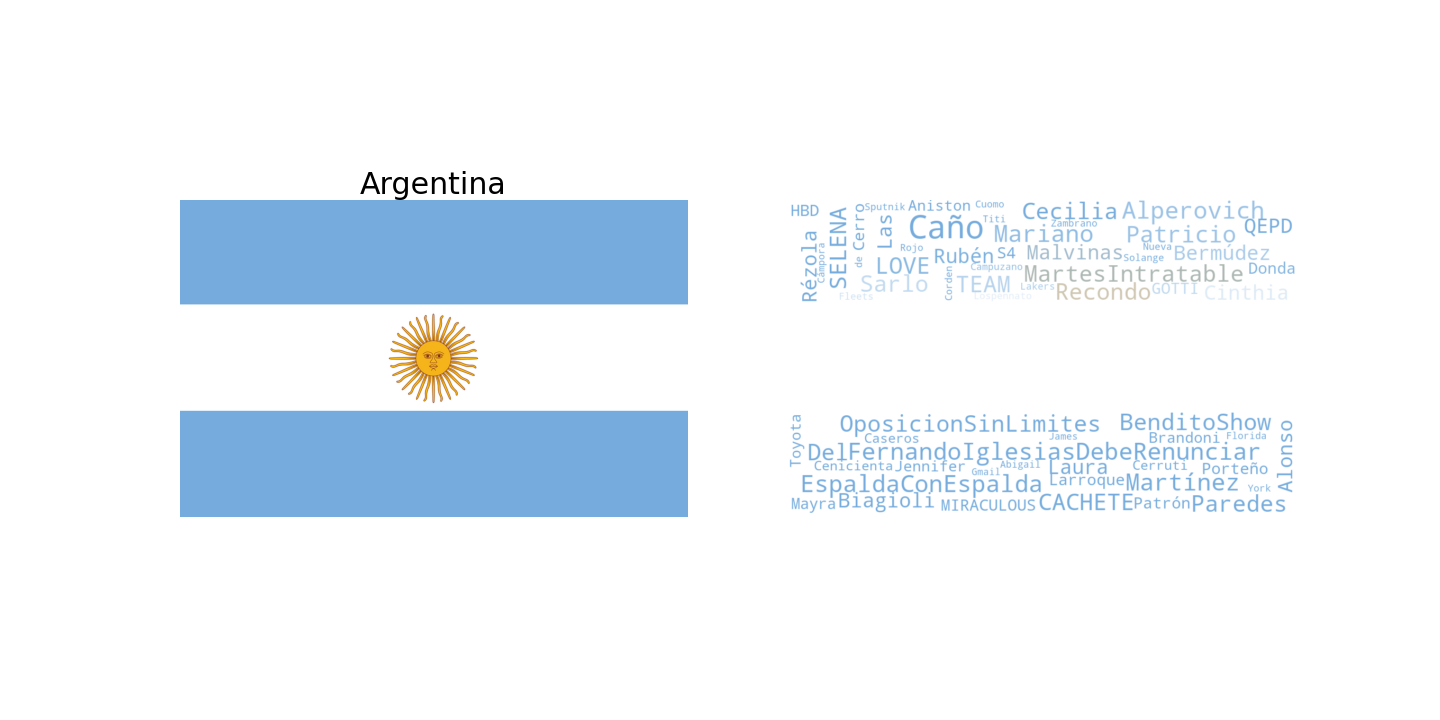 Argentina
HBD
Sputnik
Aniston
Cuomo
Cecilia
Alperovich
Rézola
Campora
SELENA
de Cerro
Las
Caño
Titi
Mariano
Zambrano
Patricio
QEPD
Rojo
Rubén
S4
Malvinas
Solange
Nueva
Bermúdez
LOVE
Campuzano
MartesIntratable
Donda
Sarlo
Corden
TEAM
Lakers
Recondo
GOTTI
Cinthia
Fleets
Lospennato
Toyota
OposicionSinLimites
BenditoShow
Alonso
Caseros
James
Brandoni
Florida
DelFernandoIglesiasDebeRenunciar
Cenicienta
Jennifer
Gmail
Abigail
Laura
Cerruti
Porteño
EspaldaConEspalda
Larroque
Martínez
York
Mayra
Biagioli
MIRACULOUS
CACHETE
Patrón
Paredes